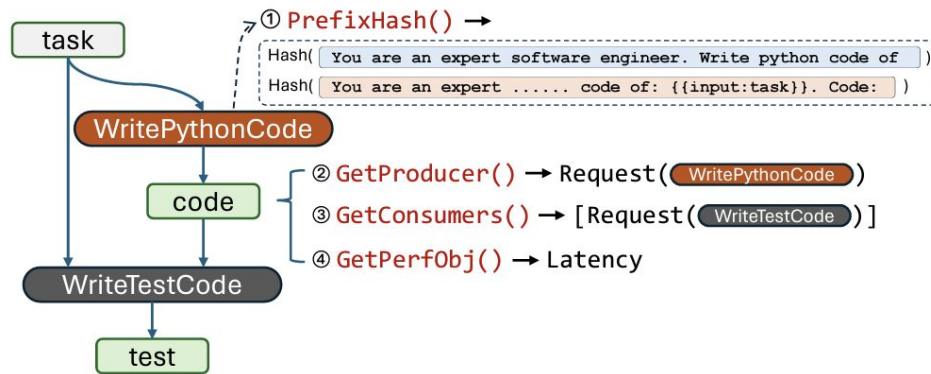 ① PrefixHash() →
task
Hash( You are an expert software engineer. Write python code of )
Hash( You are an expert ...... code of: {{input:task}}. Code: )
WritePythonCode
② GetProducer() → Request(WritePythonCode)
code
③ GetConsumers() → [Request(WriteTestCode)]
④ GetPerfObj() → Latency
WriteTestCode
test